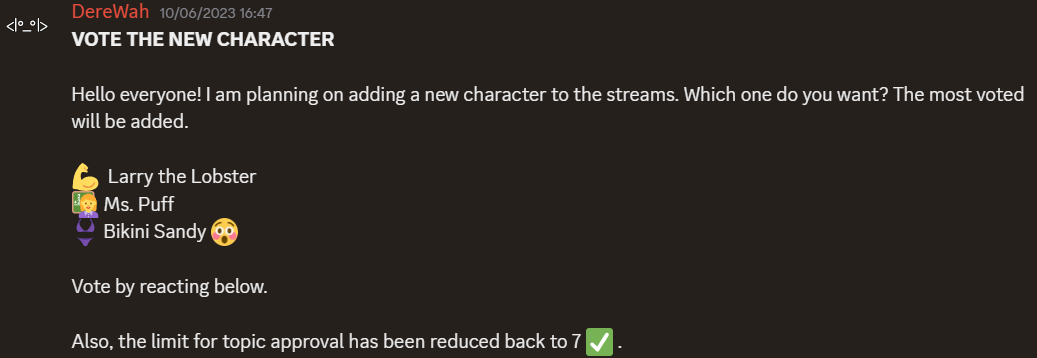 <|°_°|>
DereWah 10/06/2023 16:47
VOTE THE NEW CHARACTER
Hello everyone! I am planning on adding a new character to the streams. Which one do you want? The most voted
will be added.
💪 Larry the Lobster
👩‍🏫 Ms. Puff
👙 Bikini Sandy 😳
Vote by reacting below.
Also, the limit for topic approval has been reduced back to 7 ✅ .